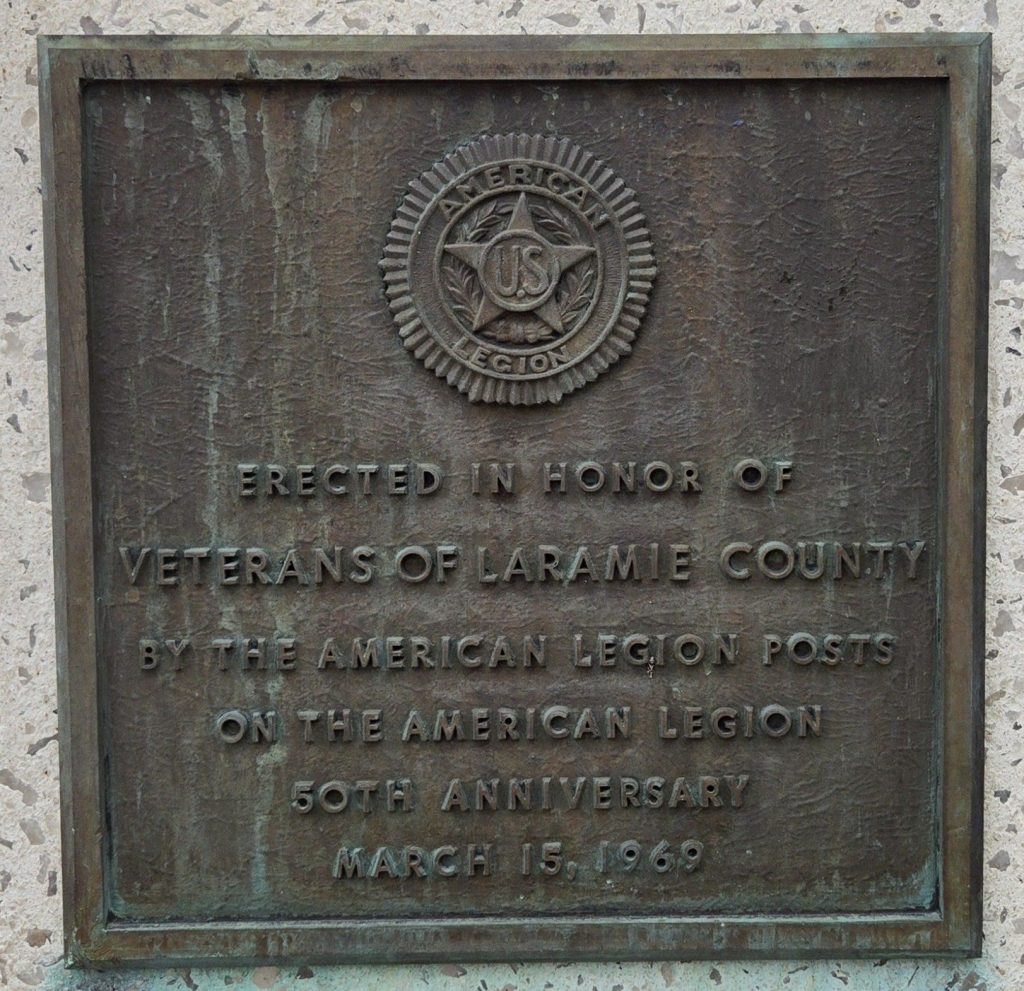 AMERICAN
U.S
LEGION
ERECTED IN HONOR OF
VETERANS OF LARAMIE COUNTY
BY THE AMERICAN LEGION POSTS
ON THE AMERICAN LEGION
50TH ANNIVERSARY
MARCH 15, 1969